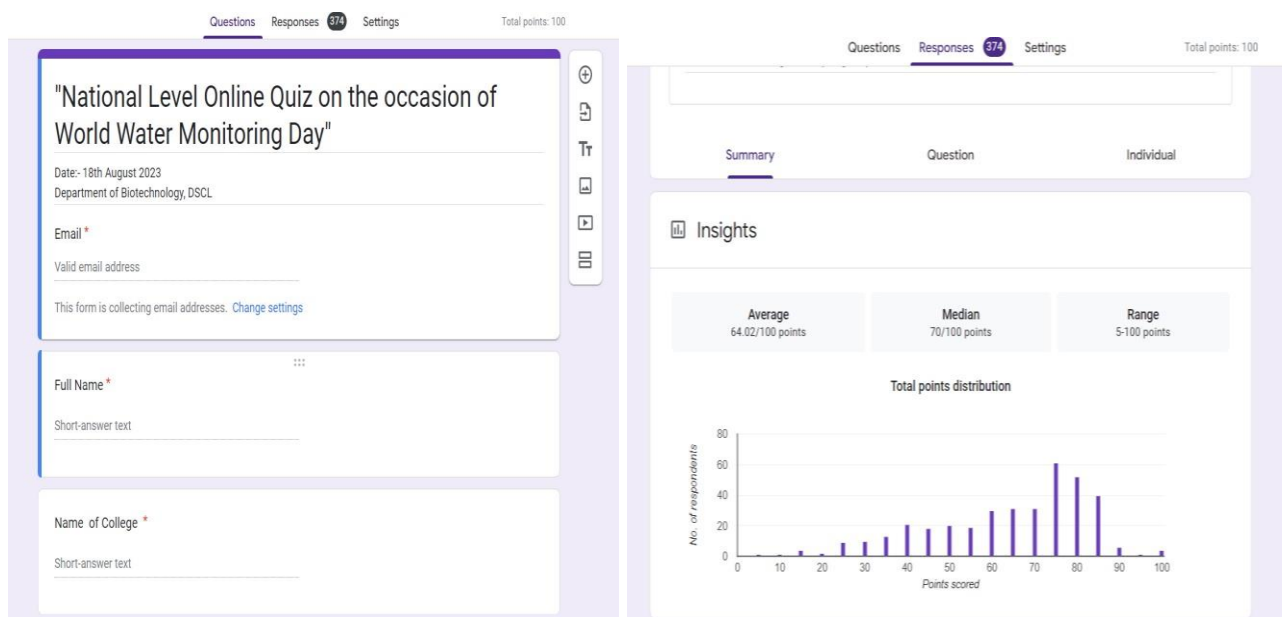 Questions Responses 374 Settings Total points: 100
"National Level Online Quiz on the occasion of
World Water Monitoring Day"
Date:- 18th August 2023
Department of Biotechnology, DSCL
Email *
Valid email address
This form is collecting email addresses. Change settings
Full Name *
Short-answer text
Name of College *
Short-answer text
Questions Responses 374 Settings Total points: 100
Summary Question Individual
Insights
Average Median Range
64.02/100 points 70/100 points 5-100 points
Total points distribution
No. of respondents
80
60
40
20
0
0 10 20 30 40 50 60 70 80 90 100
Points scored